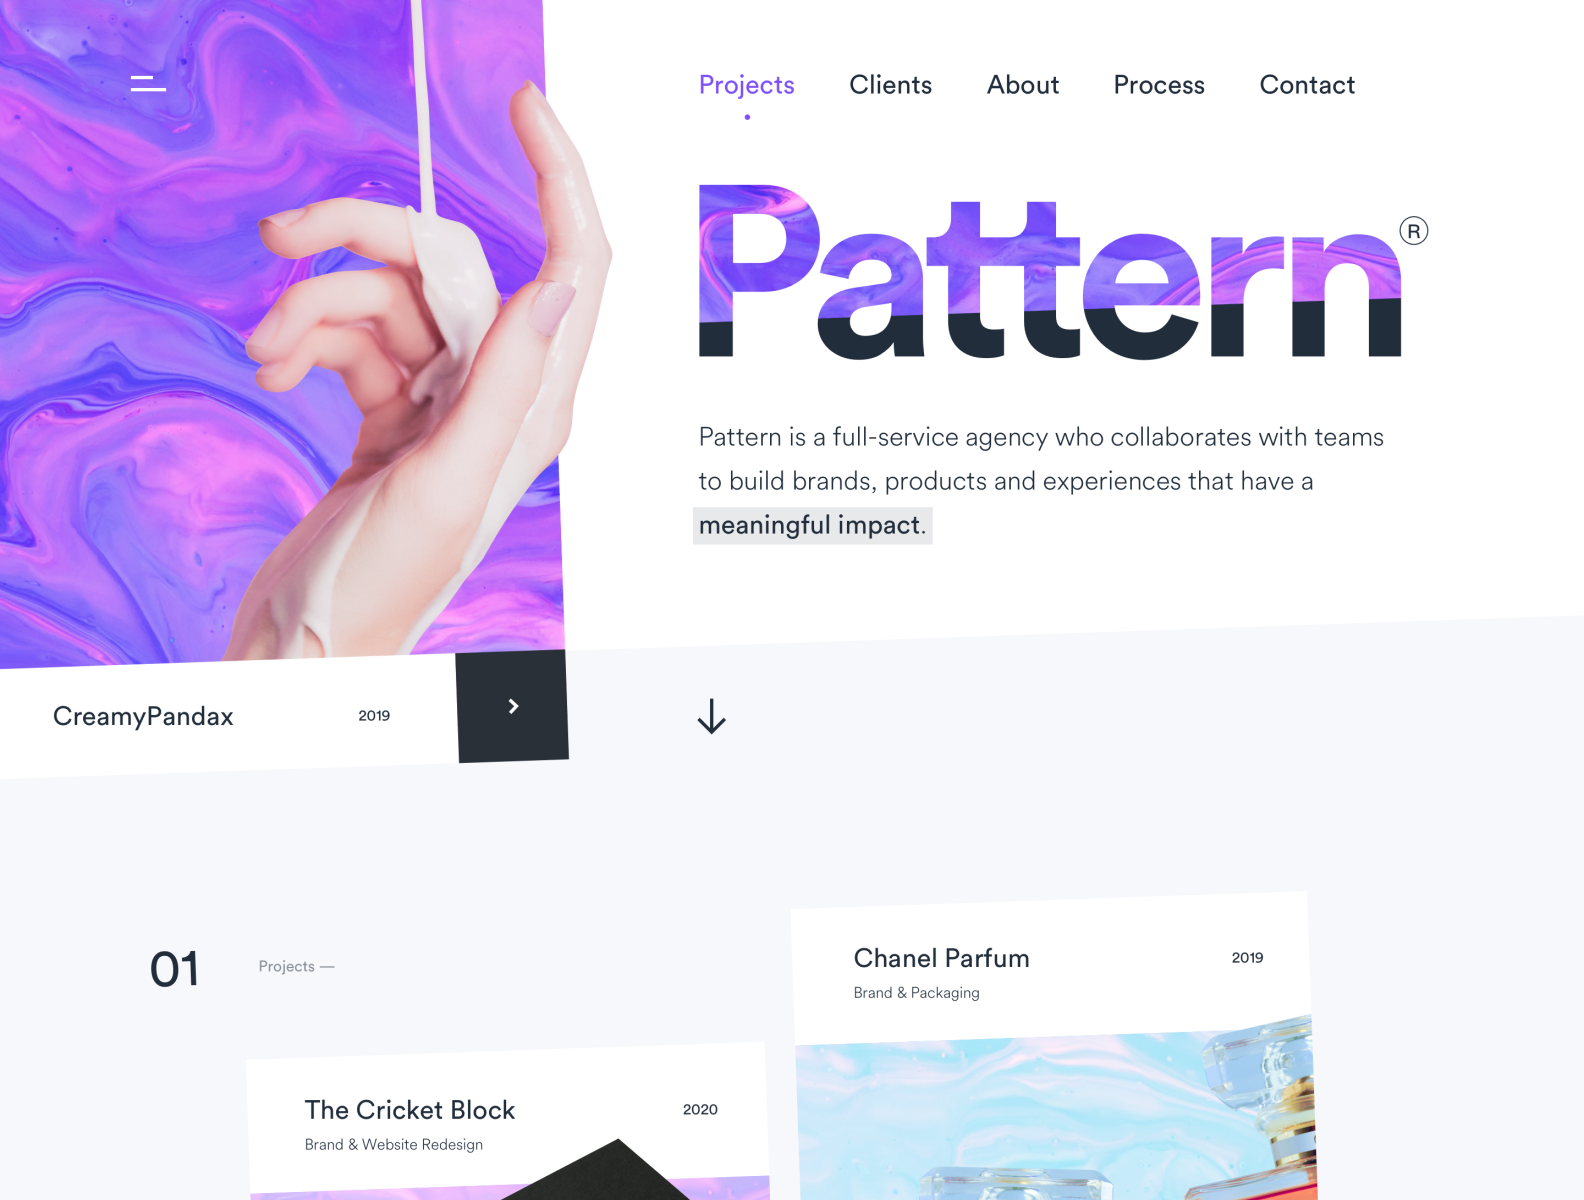 Projects Clients About Process Contact
Pattern®
Pattern is a full-service agency who collaborates with teams
to build brands, products and experiences that have a
meaningful impact.
CreamyPandax 2019
01 Projects —
Chanel Parfum 2019
Brand & Packaging
The Cricket Block 2020
Brand & Website Redesign